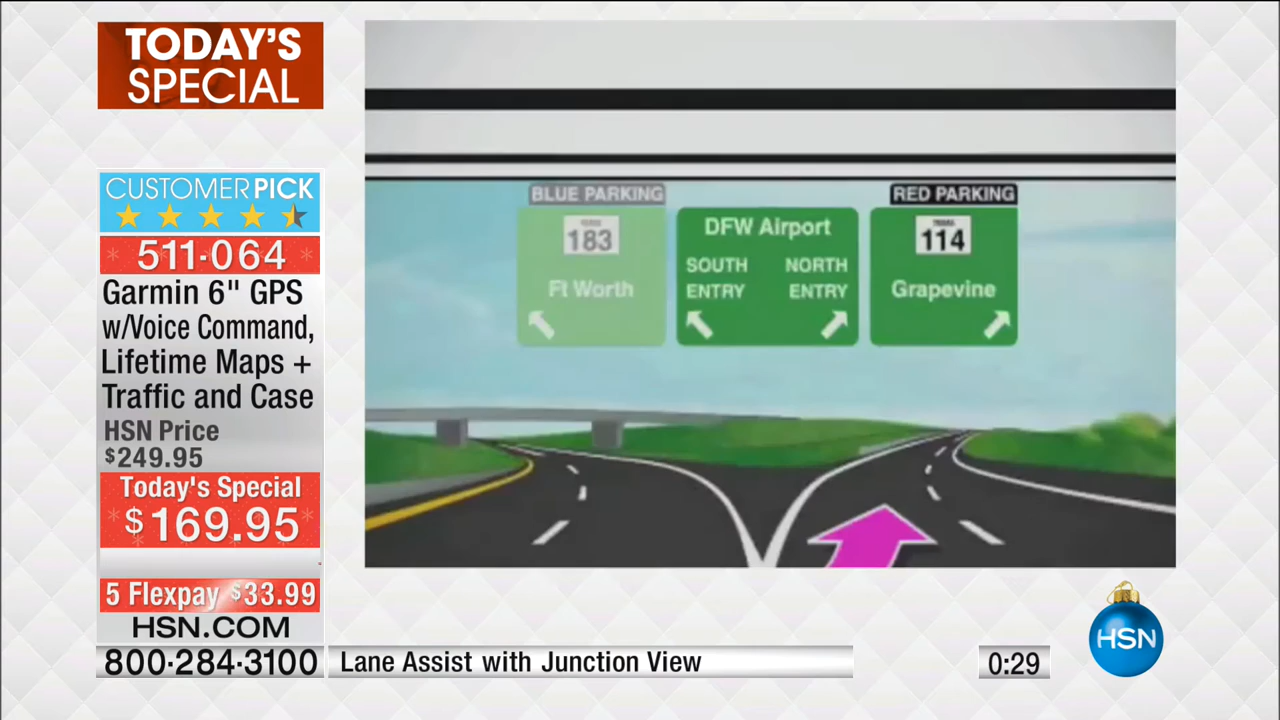 TODAY'S
SPECIAL
CUSTOMER PICK
511·064
Garmin 6" GPS
w/Voice Command,
Lifetime Maps +
Traffic and Case
HSN Price
$249.95
Today's Special
$169.95
5 Flexpay $33.99
HSN.COM
800·284·3100
BLUE PARKING
183
Ft Worth
DFW Airport
SOUTH NORTH
ENTRY ENTRY
RED PARKING
114
Grapevine
Lane Assist with Junction View
0:29
HSN